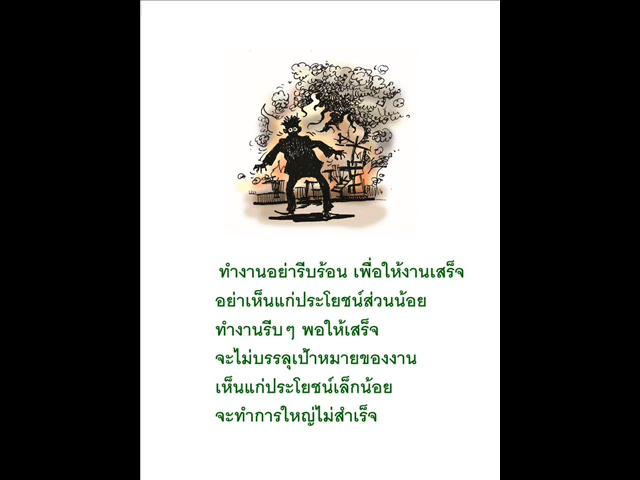 ทำงานอย่ารีบร้อน เพื่อให้งานเสร็จ
อย่าเห็นแก่ประโยชน์ส่วนน้อย
ทำงานรีบๆ พอให้เสร็จ
จะไม่บรรลุเป้าหมายของงาน
เห็นแก่ประโยชน์เล็กน้อย
จะทำการใหญ่ไม่สำเร็จ